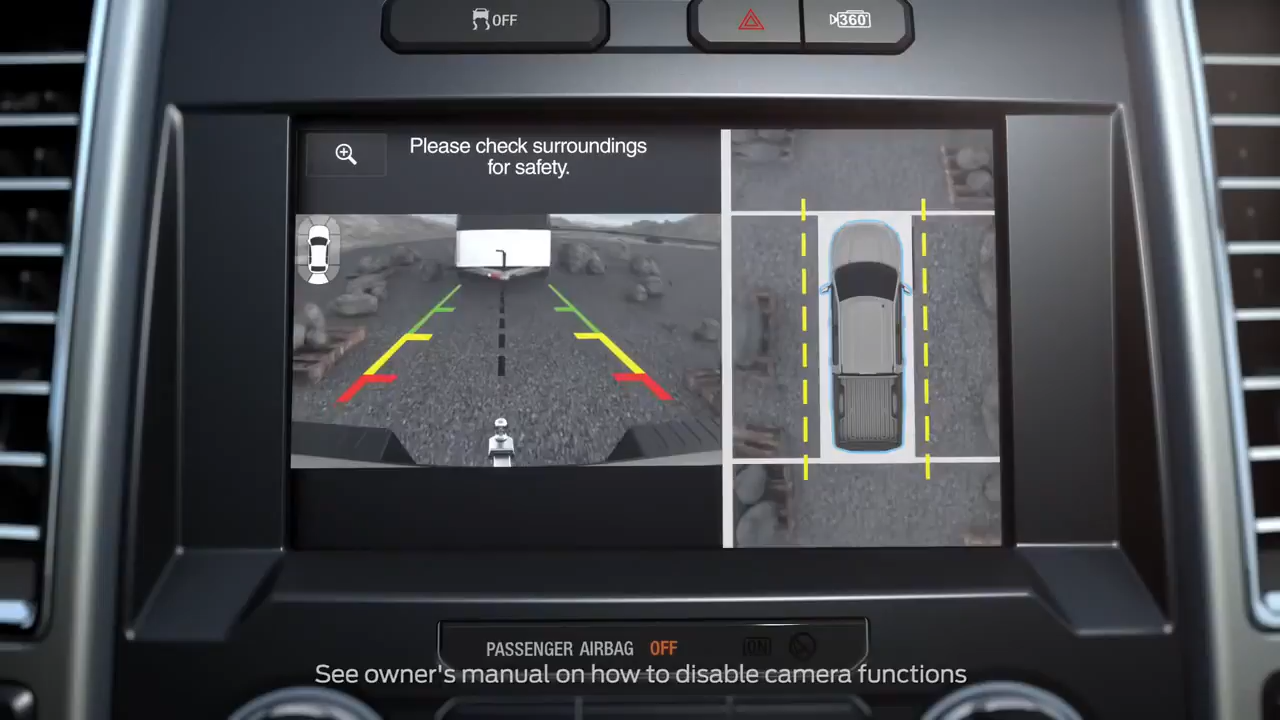 OFF
360
Please check surroundings
for safety.
PASSENGER AIRBAG OFF ON
See owner's manual on how to disable camera functions